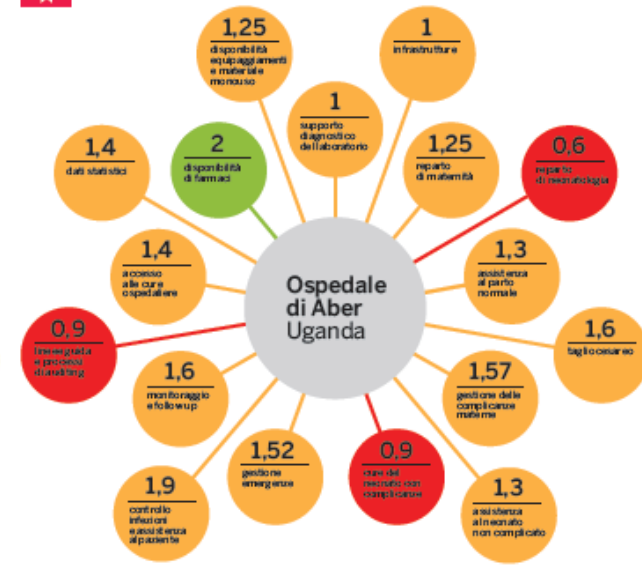 1,25
disponibilità
equipaggiamenti
e materiale
monouso
1
infrastrutture
1
supporto
diagnostico
del laboratorio
1,25
reparto
di maternità
0,6
reparto
di neonatologia
2
disponibilità
di farmaci
1,4
dati statistici
1,4
accesso
alle cure
ospedaliere
Ospedale
di Aber
Uganda
1,3
assistenza
al parto
normale
1,6
taglio cesareo
0,9
linee guida
e processi
di auditing
1,6
monitoraggio
e follow up
1,57
gestione delle
complicanze
materne
1,52
gestione
emergenze
0,9
cure del
neonato con
complicanze
1,9
controllo
infezioni
e assistenza
al paziente
1,3
assistenza
al neonato
non complicato